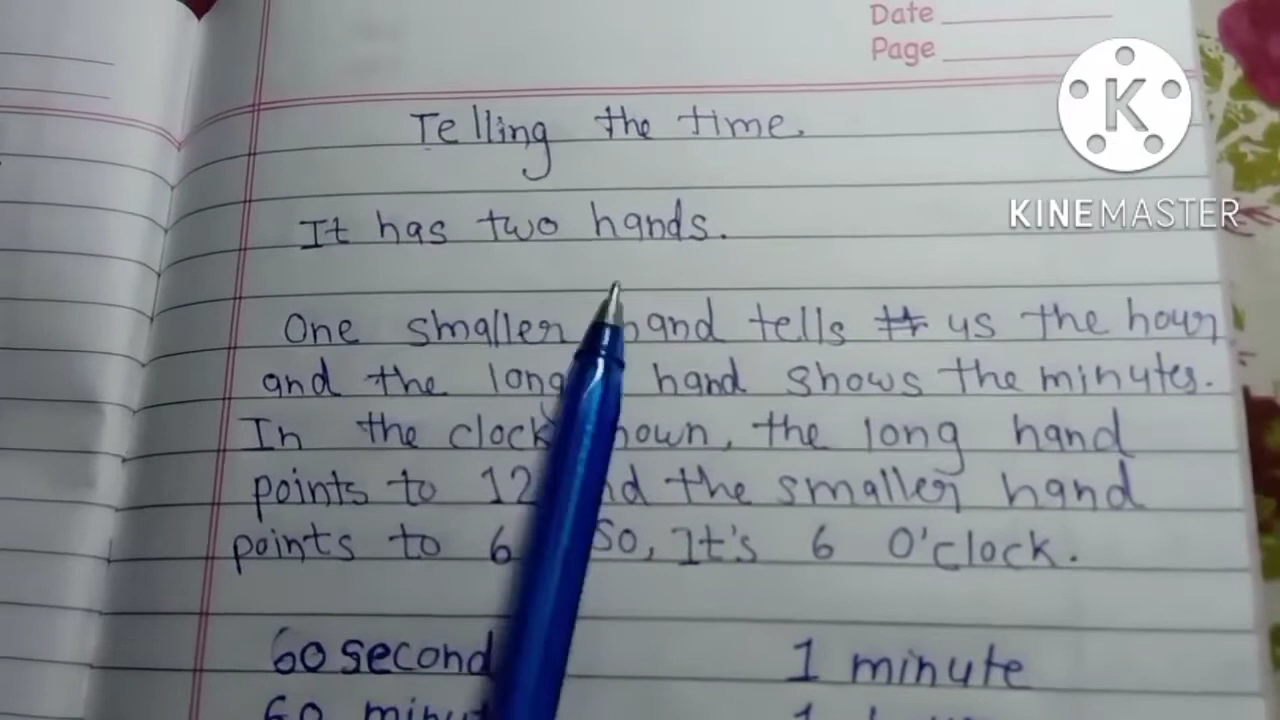 Date
Page
K
KINEMASTER
Telling the time.
It has two hands.
One smaller hand tells us the hour
and the long hand shows the minutes.
In the clock the long hand
points to 12 the smaller hand
points to 6 So, It's 6 O'clock.
60 second 1 minute
60 1